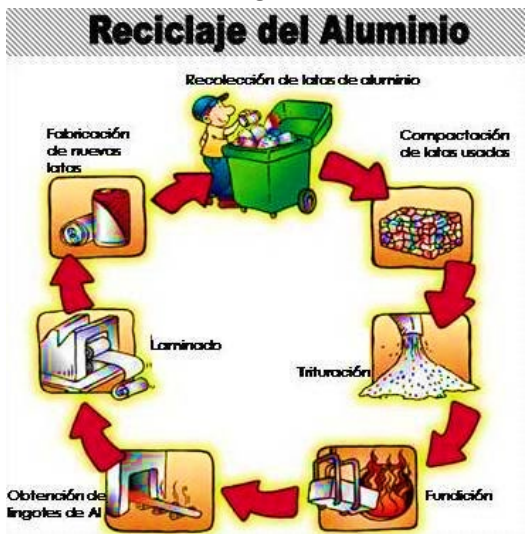 Reciclaje del Aluminio
Recolección de latas de aluminio
Compactación
de latas usadas
Trituración
Fundición
Obtención de
lingotes de Al
Laminado
Fabricación
de nuevas
latas